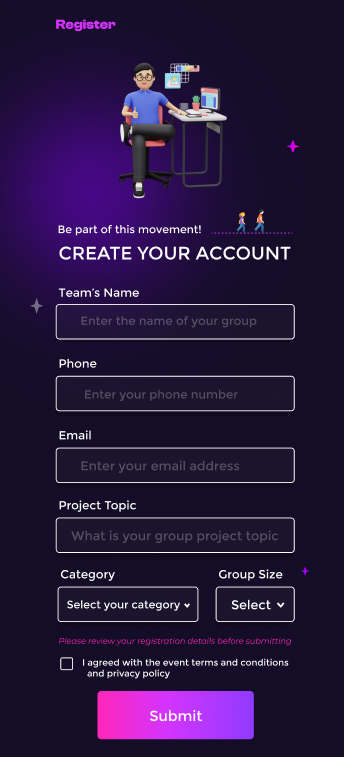 Register
Be part of this movement!
CREATE YOUR ACCOUNT
Team's Name
Enter the name of your group
Phone
Enter your phone number
Email
Enter your email address
Project Topic
What is your group project topic
Category
Group Size
Select your category
Select
Please review your registration details before submitting
I agreed with the event terms and conditions
and privacy policy
Submit